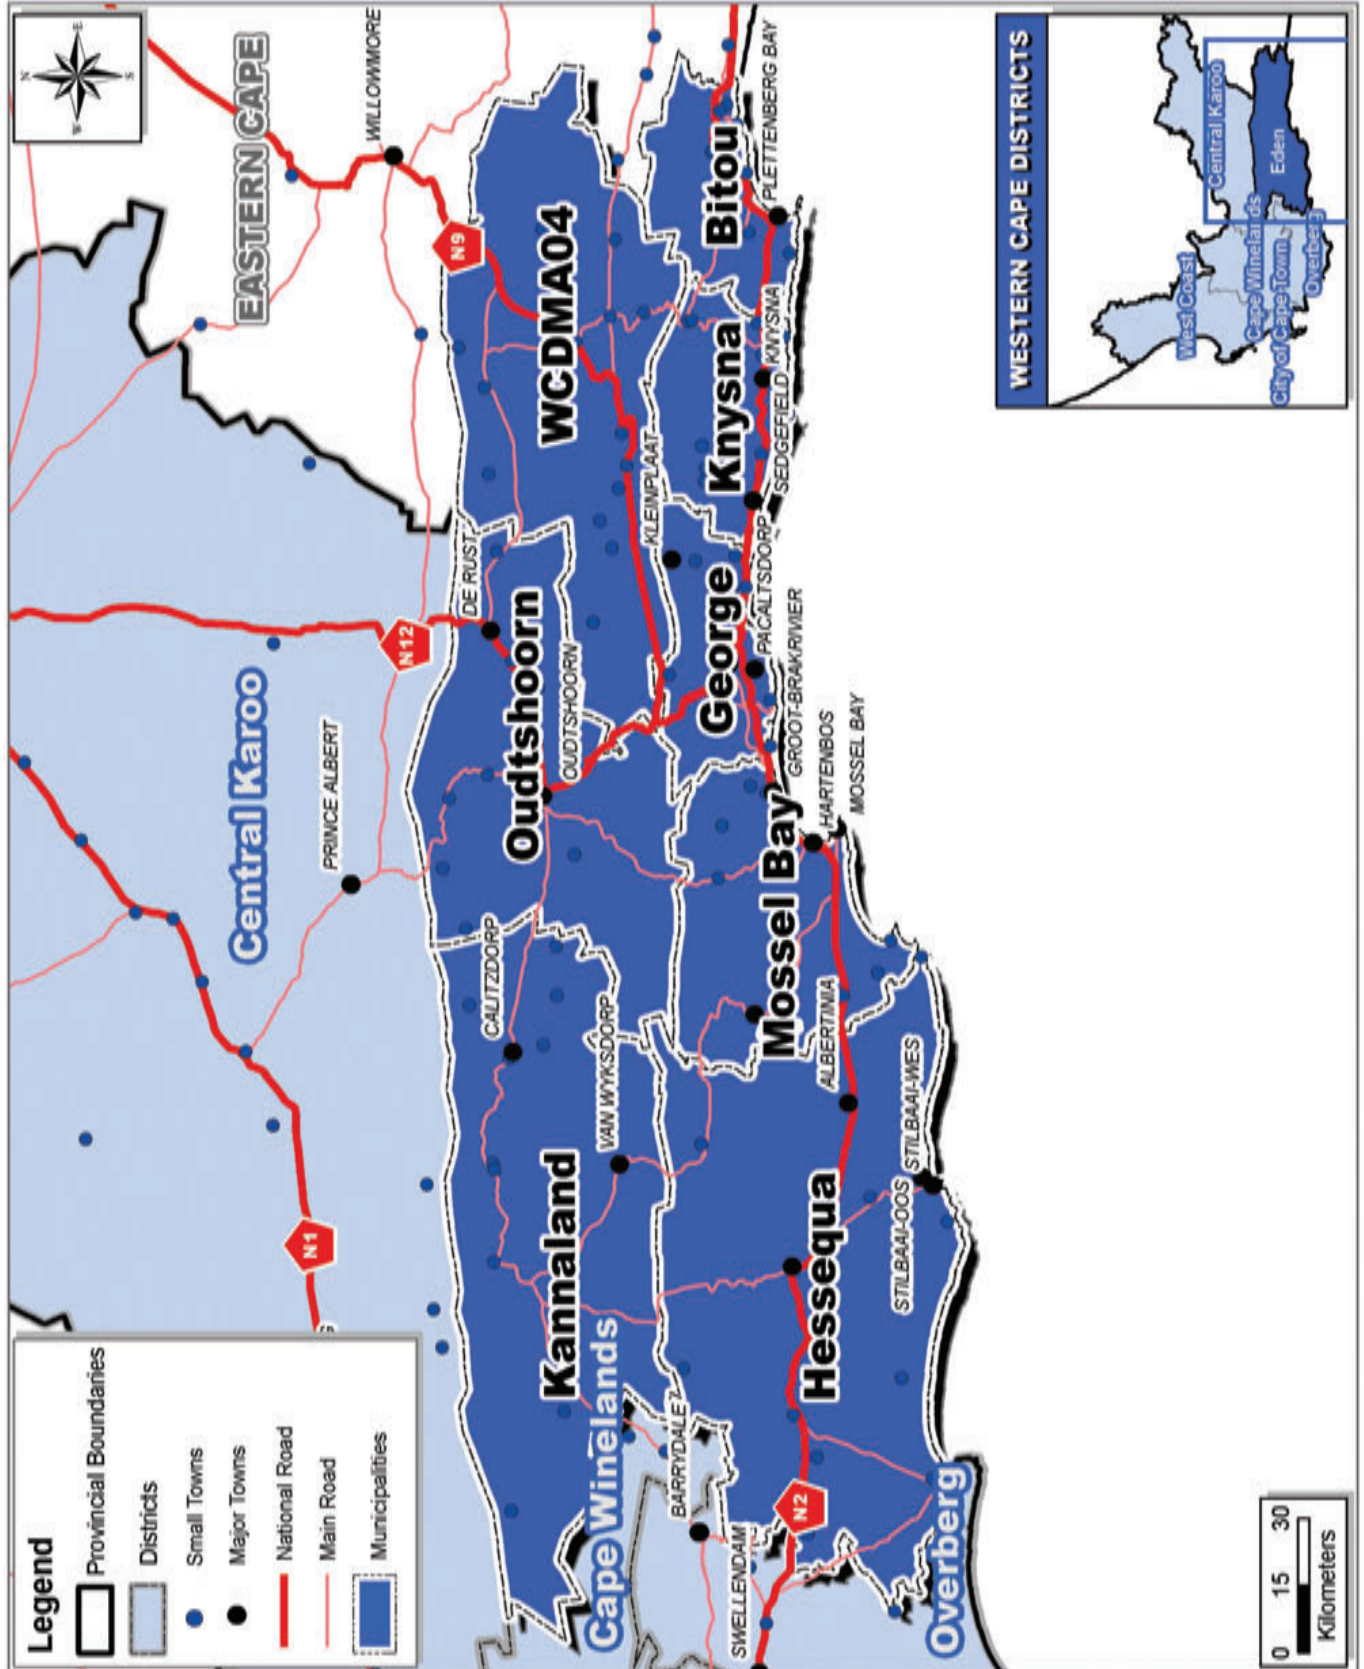 Legend
Provincial Boundaries
Districts
Small Towns
Major Towns
National Road
Main Road
Municipalities
N
E
S
W
EASTERN CAPE
WILLOWMORE
N9
Central Karoo
PRINCE ALBERT
N12
N1
DE RUST
Oudtshoorn
OUDTSHOORN
CALITZDORP
VAN WYKSDORP
Kannaland
WCDMA04
KLEINPLAAT
Bitou
PLETTENBERG BAY
Knysna
KNYSNA
SEDGEFIELD
George
PACALTSDORP
GROOT-BRAKRIVIER
HARTENBOS
MOSSEL BAY
Mossel Bay
ALBERTINIA
STILBAAI-WES
STILBAAI-OOS
Hessequa
Cape Winelands
BARRYDALE
SWELLENDAM
N2
Overberg
0 15 30
Kilometers
WESTERN CAPE DISTRICTS
West Coast
Central Karoo
Cape Winelands
City of Cape Town
Eden
Overberg